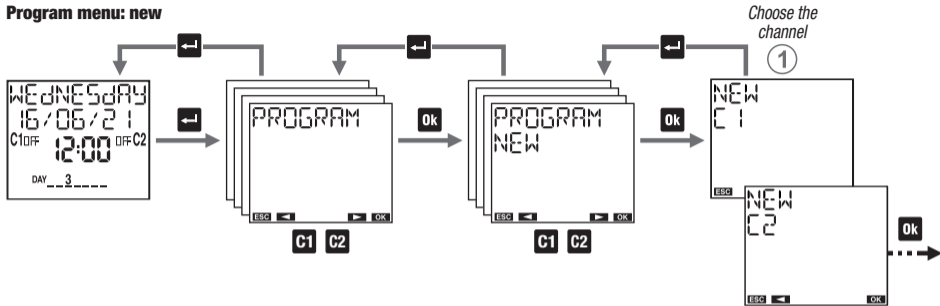 Program menu: new
Choose the
channel
1
WEdNESdAY
16/06/21
C1 OFF 12:00 OFF C2
DAY 3
PROGRAM
ESC ◄ ► OK
C1 C2
Ok
PROGRAM
NEW
ESC ◄ ► OK
C1 C2
Ok
NEW
C1
ESC
NEW
C2
ESC ◄ OK
Ok